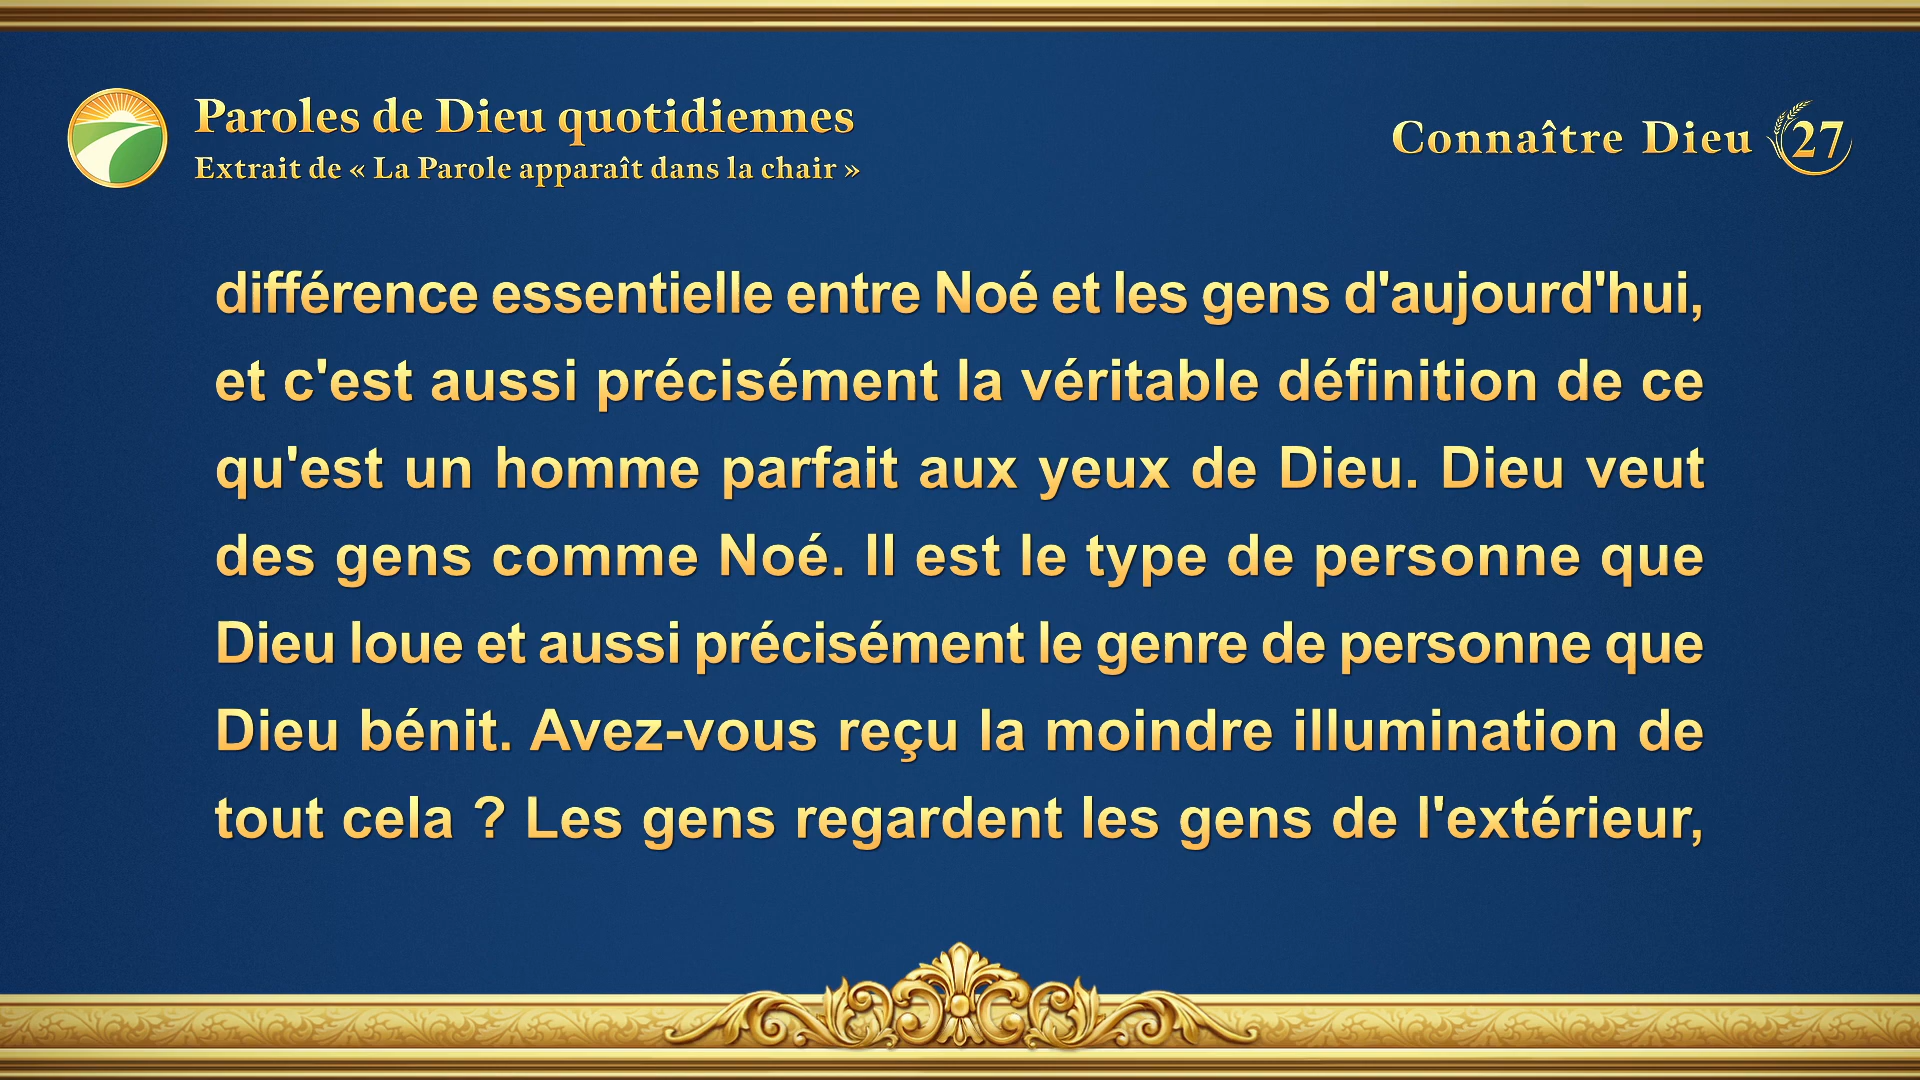 Paroles de Dieu quotidiennes
Extrait de « La Parole apparaît dans la chair »
Connaître Dieu 27
différence essentielle entre Noé et les gens d'aujourd'hui,
et c'est aussi précisément la véritable définition de ce
qu'est un homme parfait aux yeux de Dieu. Dieu veut
des gens comme Noé. Il est le type de personne que
Dieu loue et aussi précisément le genre de personne que
Dieu bénit. Avez-vous reçu la moindre illumination de
tout cela ? Les gens regardent les gens de l'extérieur,